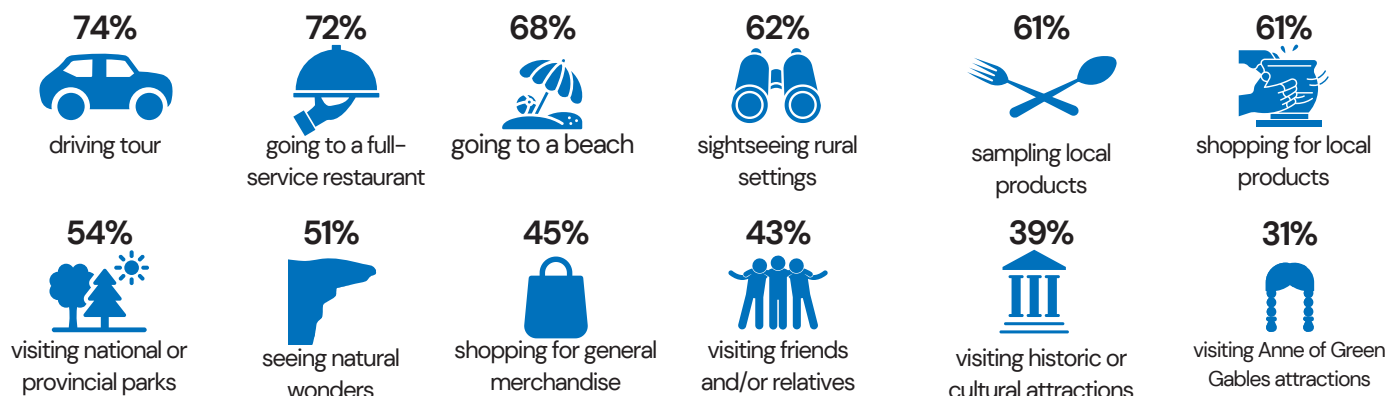 74%
driving tour
72%
going to a full-
service restaurant
68%
going to a beach
62%
sightseeing rural
settings
61%
sampling local
products
61%
shopping for local
products
54%
visiting national or
provincial parks
51%
seeing natural
wonders
45%
shopping for general
merchandise
43%
visiting friends
and/or relatives
39%
visiting historic or
cultural attractions
31%
visiting Anne of Green
Gables attractions